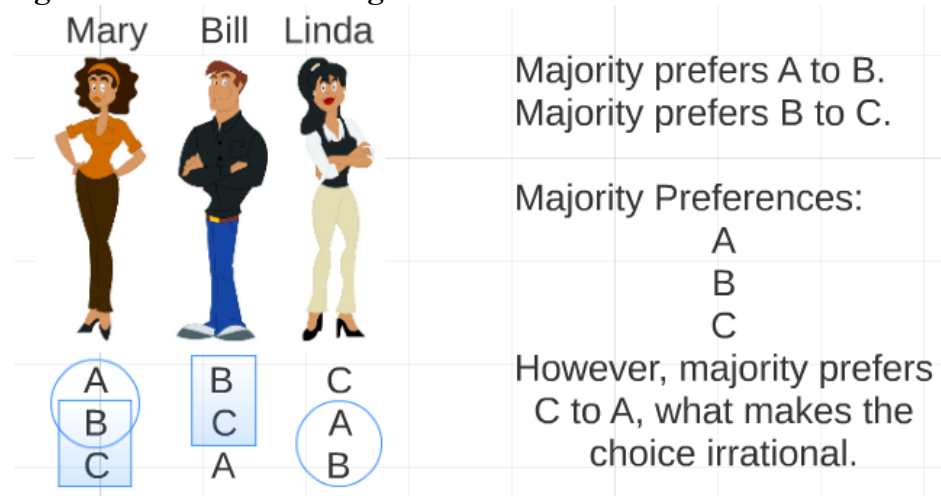 Mary Bill Linda
Majority prefers A to B.
Majority prefers B to C.
Majority Preferences:
A
B
C
However, majority prefers
C to A, what makes the
choice irrational.
A B C
B C A
C A B